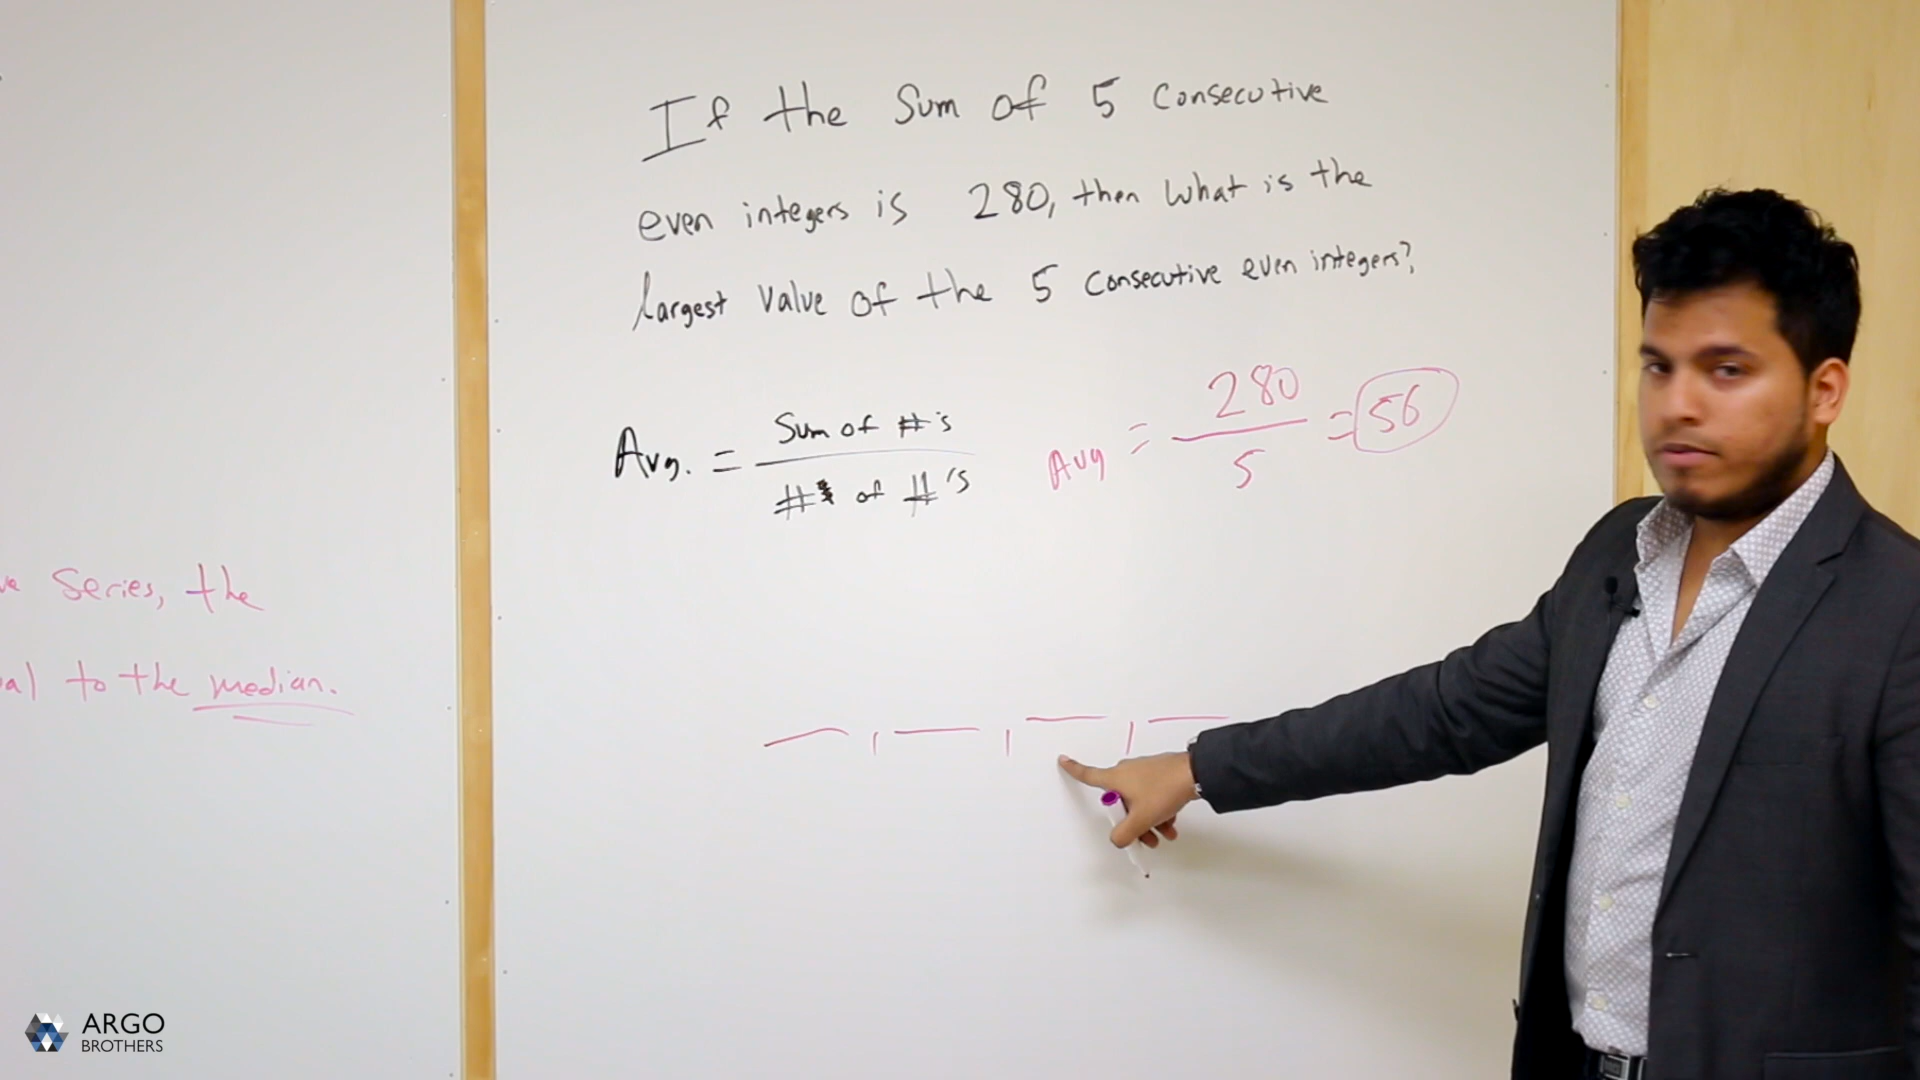 If the Sum of 5 consecutive
even integers is 280, then what is the
largest value of the 5 consecutive even integers?
Avg. = Sum of #'s / # of #'s
Avg = 280 / 5 = 56
Series, the
to the median.
ARGO
BROTHERS